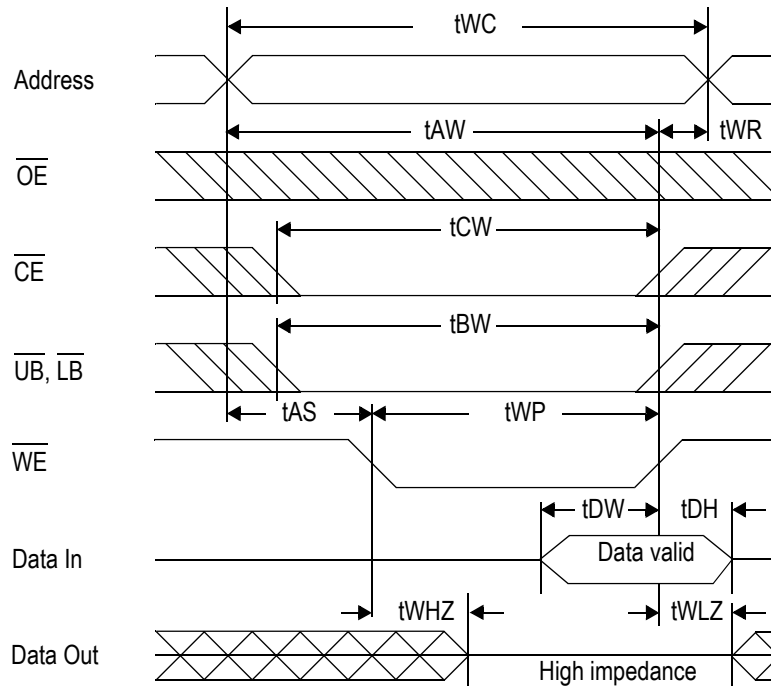 tWC
Address
tAW
tWR
OE
tCW
CE
tBW
UB, LB
tAS
tWP
WE
tDW
tDH
Data In
Data valid
tWHZ
tWLZ
Data Out
High impedance